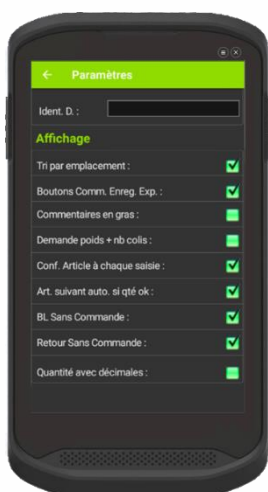 Paramètres
Ident. D. :
Affichage
Tri par emplacement :
Boutons Comm. Enreg. Exp. :
Commentaires en gras :
Demande poids + nb colis :
Conf. Article à chaque saisie :
Art. suivant auto. si qté ok :
BL Sans Commande :
Retour Sans Commande :
Quantité avec décimales :